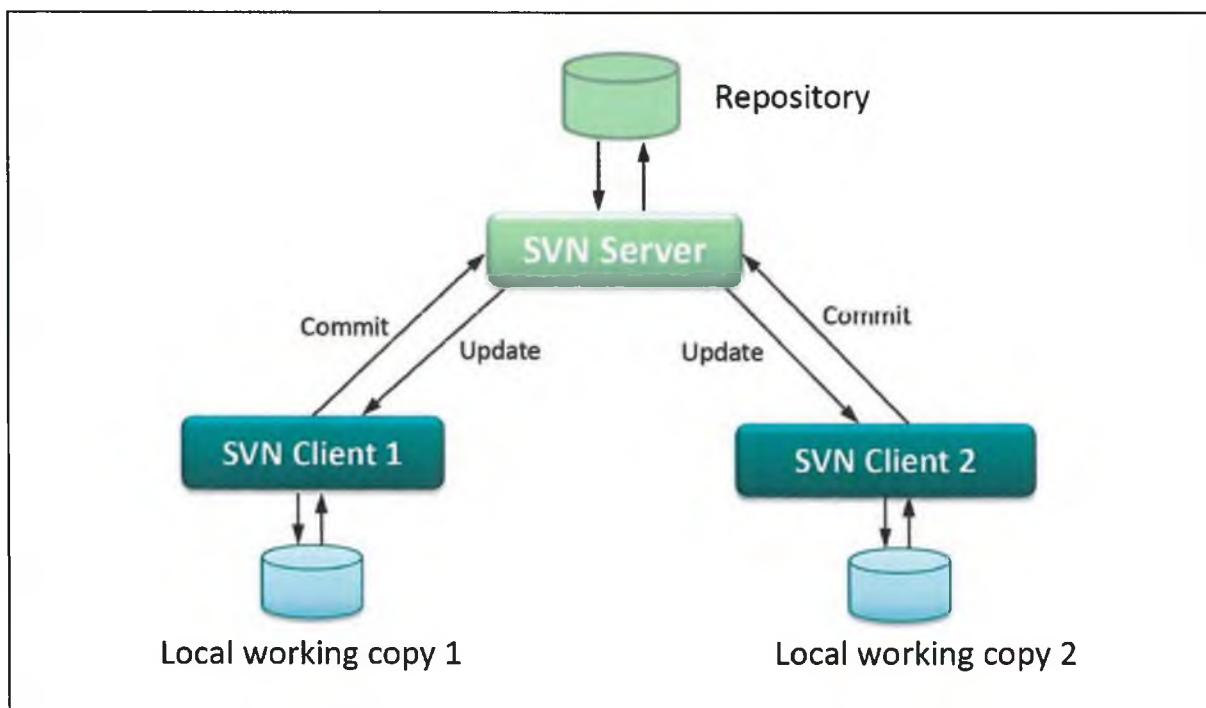 Repository
SVN Server
Commit
Commit
Update
Update
SVN Client 1
SVN Client 2
Local working copy 1
Local working copy 2